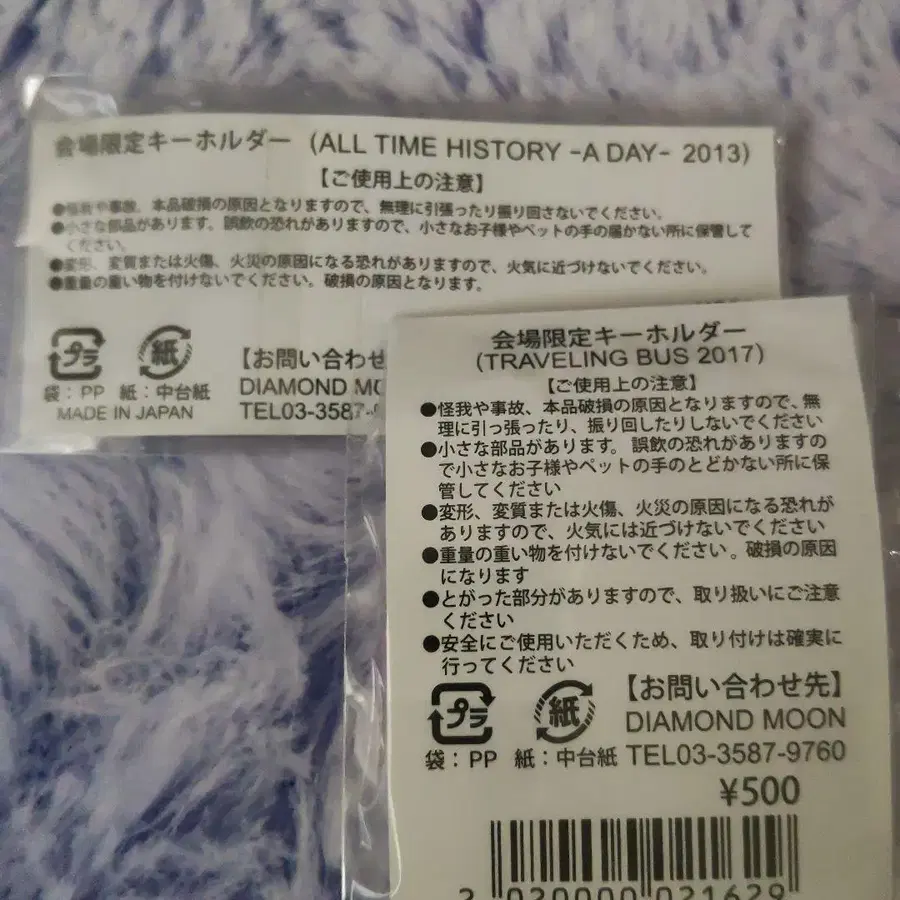 会場限定キーホルダー (ALL TIME HISTORY -A DAY- 2013)
【ご使用上の注意】
●怪我や事故、本品破損の原因となりますので、無理に引張ったり振り回さないでください。
●小さな部品があります。誤飲の恐れがありますので、小さなお子様やペットの手の届かない所に保管して
ください。
●変形、変質または火傷、火災の原因になる恐れがありますので、火気に近づけないでください。
●重量の重い物を付けないでください。破損の原因となります。
プラ 紙
【お問い合わせ
袋：PP 紙：中台紙
DIAMOND MO
MADE IN JAPAN
TEL03-3587-
会場限定キーホルダー
(TRAVELING BUS 2017)
【ご使用上の注意】
●怪我や事故、本品破損の原因となりますので、無
理に引っ張ったり、振り回したりしないでください
●小さな部品があります。誤飲の恐れがありますの
で小さなお子様やペットの手のとどかない所に保
管してください
●変形、変質または火傷、火災の原因になる恐れが
ありますので、火気には近づけないでください
●重量の重い物を付けないでください。破損の原因
になります
●とがった部分がありますので、取り扱いにご注意
ください
●安全にご使用いただくため、取り付けは確実に
行ってください
プラ 紙
【お問い合わせ先】
DIAMOND MOON
袋：PP 紙：中台紙 TEL03-3587-9760
¥500
2 020000 021629